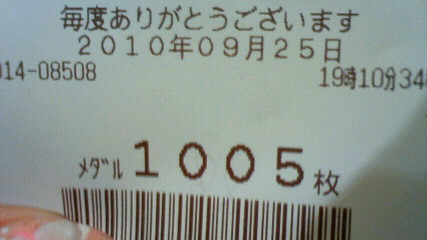 毎度ありがとうございます
2010年09月25日
014-08508 19時10分34
メダル 1005枚